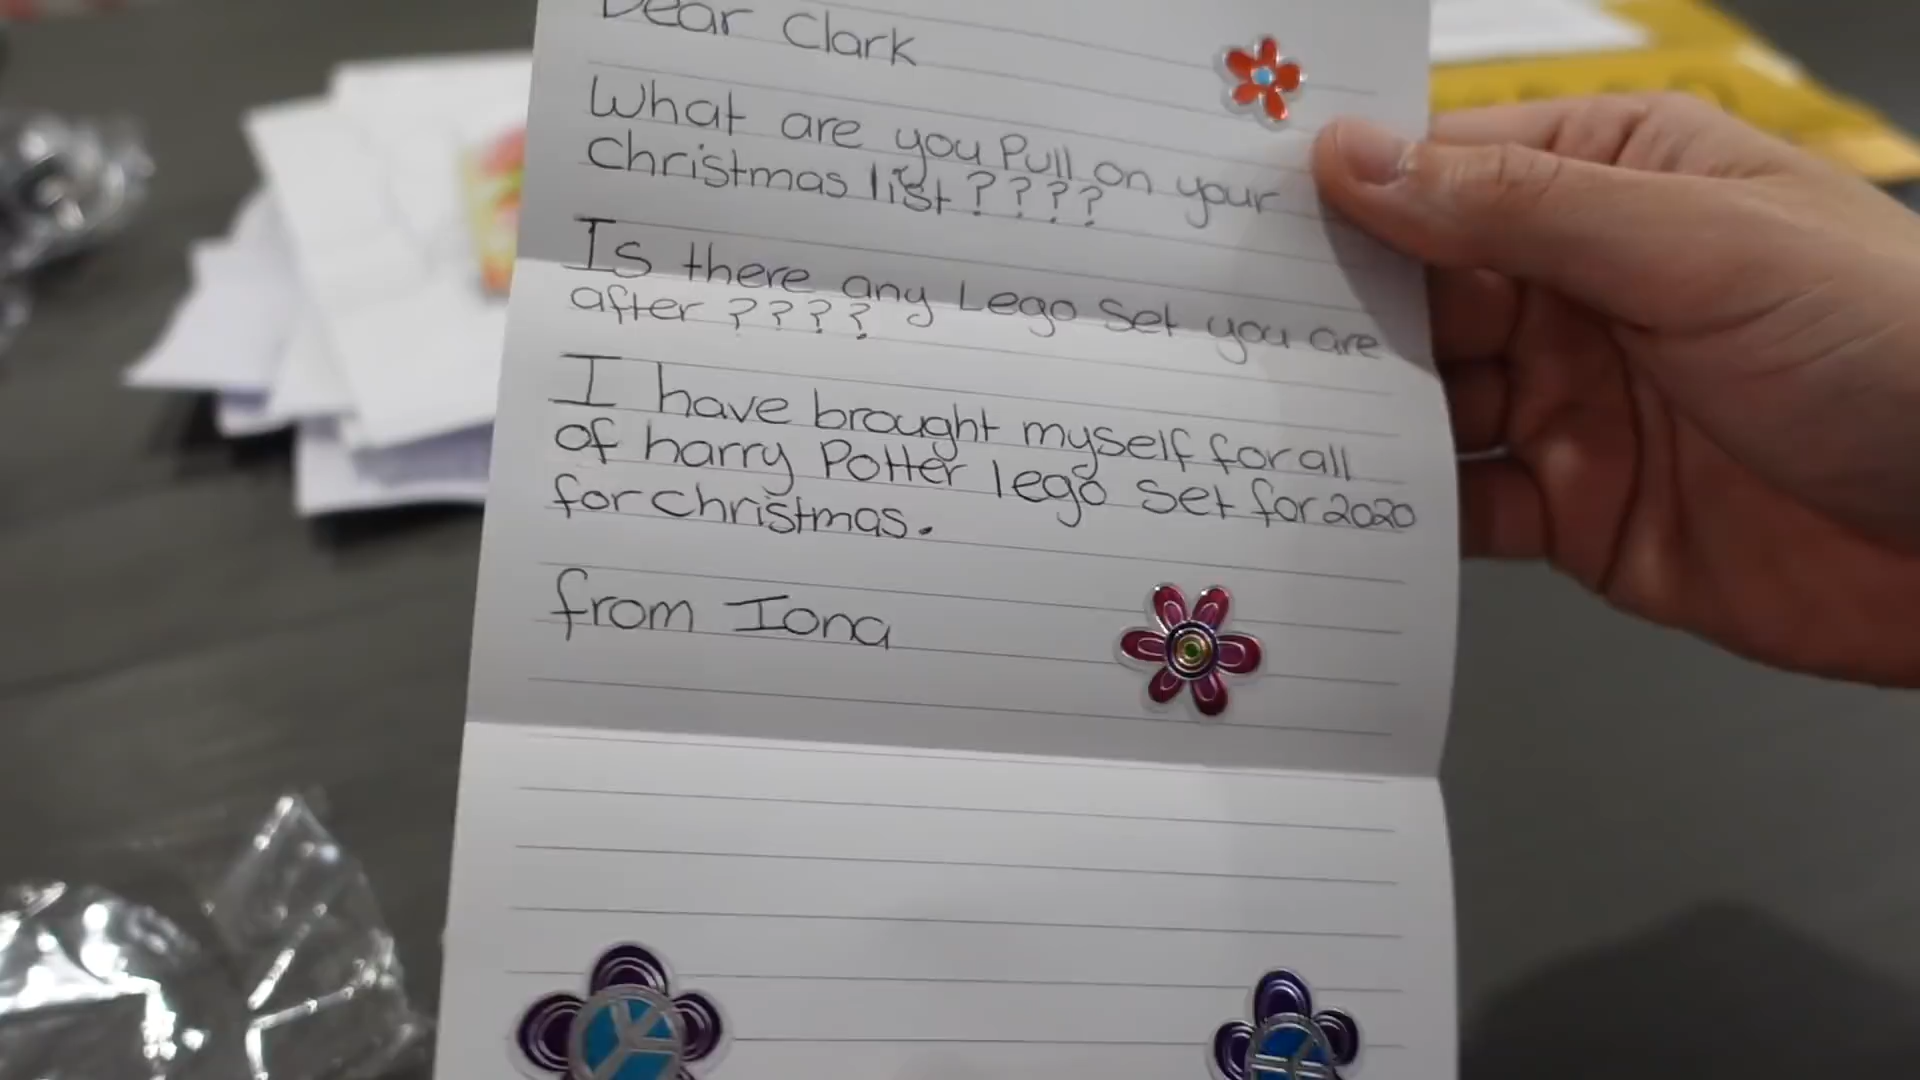 Dear Clark
What are you Pull on your
Christmas list ????
Is there any Lego Set you are
after ????
I have brought myself for all
of harry Potter lego set for 2020
for christmas.
from Iona